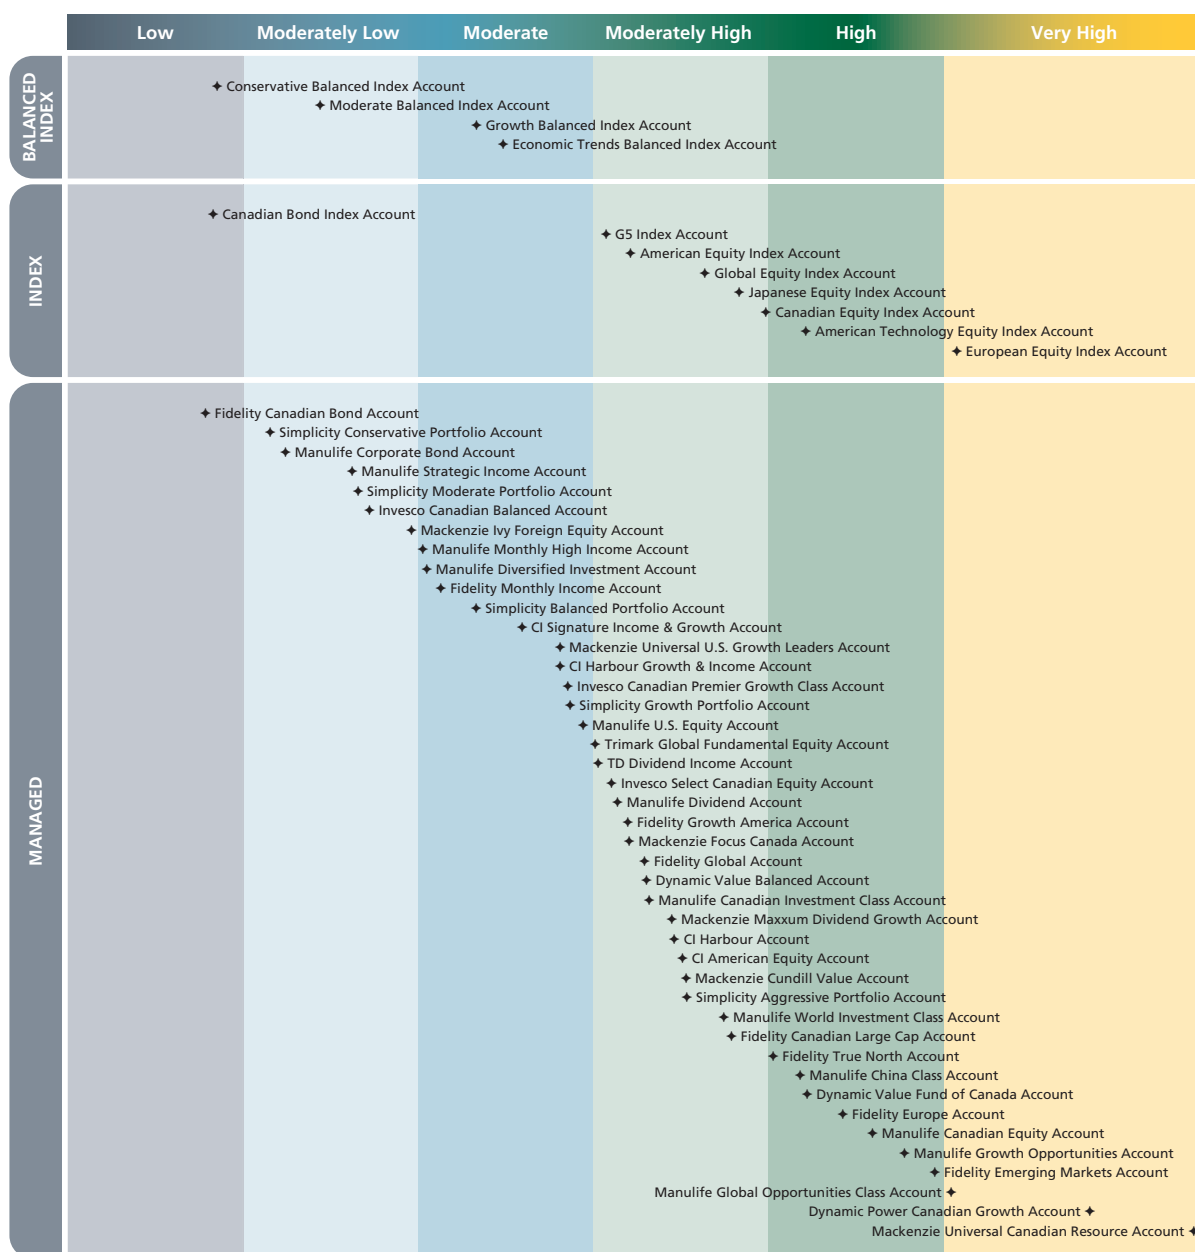 Low Moderately Low Moderate Moderately High High Very High
BALANCED
INDEX
Conservative Balanced Index Account
Moderate Balanced Index Account
Growth Balanced Index Account
Economic Trends Balanced Index Account
INDEX
Canadian Bond Index Account
G5 Index Account
American Equity Index Account
Global Equity Index Account
Japanese Equity Index Account
Canadian Equity Index Account
American Technology Equity Index Account
European Equity Index Account
MANAGED
Fidelity Canadian Bond Account
Simplicity Conservative Portfolio Account
Manulife Corporate Bond Account
Manulife Strategic Income Account
Simplicity Moderate Portfolio Account
Invesco Canadian Balanced Account
Mackenzie Ivy Foreign Equity Account
Manulife Monthly High Income Account
Manulife Diversified Investment Account
Fidelity Monthly Income Account
Simplicity Balanced Portfolio Account
CI Signature Income & Growth Account
Mackenzie Universal U.S. Growth Leaders Account
CI Harbour Growth & Income Account
Invesco Canadian Premier Growth Class Account
Simplicity Growth Portfolio Account
Manulife U.S. Equity Account
Trimark Global Fundamental Equity Account
TD Dividend Income Account
Invesco Select Canadian Equity Account
Manulife Dividend Account
Fidelity Growth America Account
Mackenzie Focus Canada Account
Fidelity Global Account
Dynamic Value Balanced Account
Manulife Canadian Investment Class Account
Mackenzie Maxxum Dividend Growth Account
CI Harbour Account
CI American Equity Account
Mackenzie Cundill Value Account
Simplicity Aggressive Portfolio Account
Manulife World Investment Class Account
Fidelity Canadian Large Cap Account
Fidelity True North Account
Manulife China Class Account
Dynamic Value Fund of Canada Account
Fidelity Europe Account
Manulife Canadian Equity Account
Manulife Growth Opportunities Account
Fidelity Emerging Markets Account
Manulife Global Opportunities Class Account
Dynamic Power Canadian Growth Account
Mackenzie Universal Canadian Resource Account